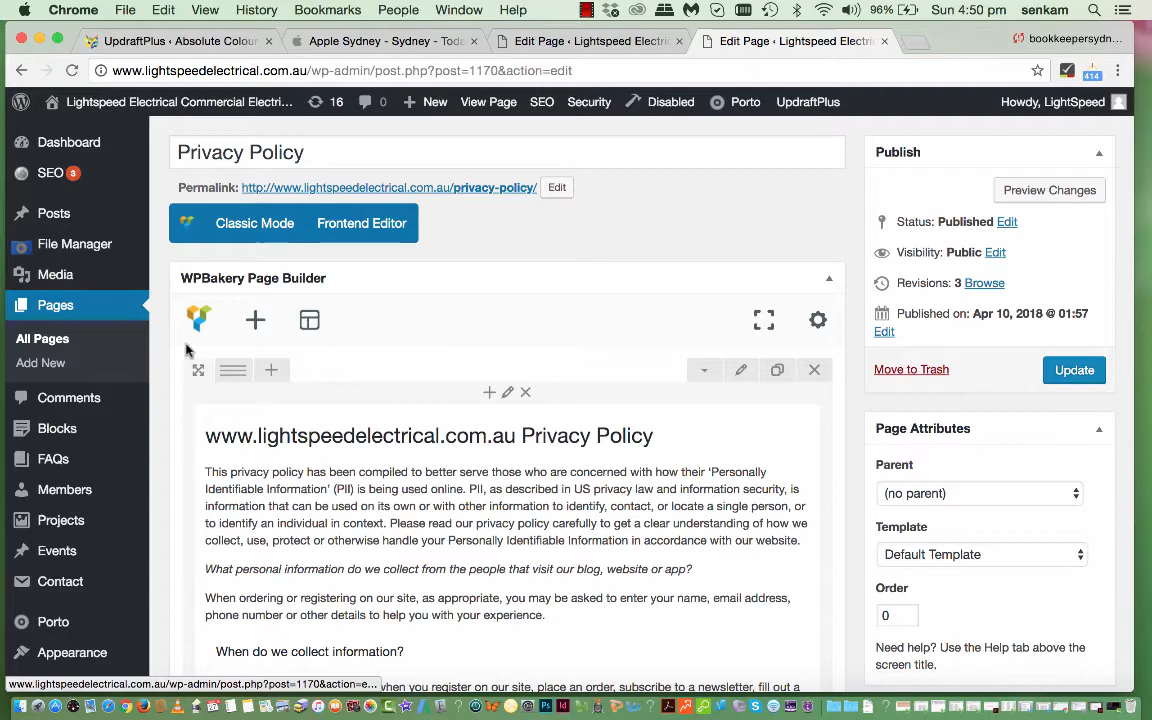 Chrome File Edit View History Bookmarks People Window Help 96% Sun 4:50 pm senkam
UpdraftPlus ‹ Absolute Colour × Apple Sydney - Sydney - Toda × Edit Page ‹ Lightspeed Electric × Edit Page ‹ Lightspeed Electric × bookkeepersydn...
www.lightspeedelectrical.com.au/wp-admin/post.php?post=1170&action=edit 414
Lightspeed Electrical Commercial Electri... 16 0 New View Page SEO Security Disabled Porto UpdraftPlus Howdy, LightSpeed
Dashboard
SEO 3
Posts
File Manager
Media
Pages
All Pages
Add New
Comments
Blocks
FAQs
Members
Projects
Events
Contact
Porto
Appearance
Privacy Policy
Permalink: http://www.lightspeedelectrical.com.au/privacy-policy/ Edit
Classic Mode Frontend Editor
WPBakery Page Builder
www.lightspeedelectrical.com.au Privacy Policy
This privacy policy has been compiled to better serve those who are concerned with how their ‘Personally
Identifiable Information’ (PII) is being used online. PII, as described in US privacy law and information security, is
information that can be used on its own or with other information to identify, contact, or locate a single person, or
to identify an individual in context. Please read our privacy policy carefully to get a clear understanding of how we
collect, use, protect or otherwise handle your Personally Identifiable Information in accordance with our website.
What personal information do we collect from the people that visit our blog, website or app?
When ordering or registering on our site, as appropriate, you may be asked to enter your name, email address,
phone number or other details to help you with your experience.
When do we collect information?
when you register on our site, place an order, subscribe to a newsletter, fill out a
Publish
Preview Changes
Status: Published Edit
Visibility: Public Edit
Revisions: 3 Browse
Published on: Apr 10, 2018 @ 01:57
Edit
Move to Trash Update
Page Attributes
Parent
(no parent)
Template
Default Template
Order
0
Need help? Use the Help tab above the
screen title.
www.lightspeedelectrical.com.au/wp-admin/post.php?post=1170&action=e...